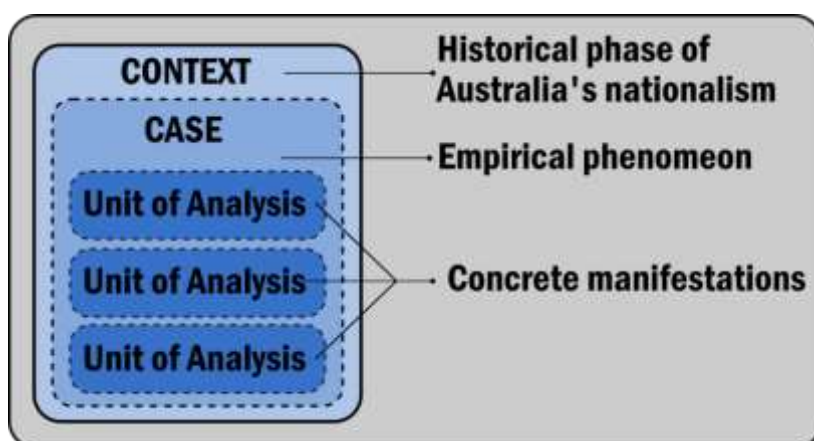 CONTEXT
Historical phase of
Australia's nationalism
CASE
Empirical phenomeon
Unit of Analysis
Unit of Analysis
Concrete manifestations
Unit of Analysis